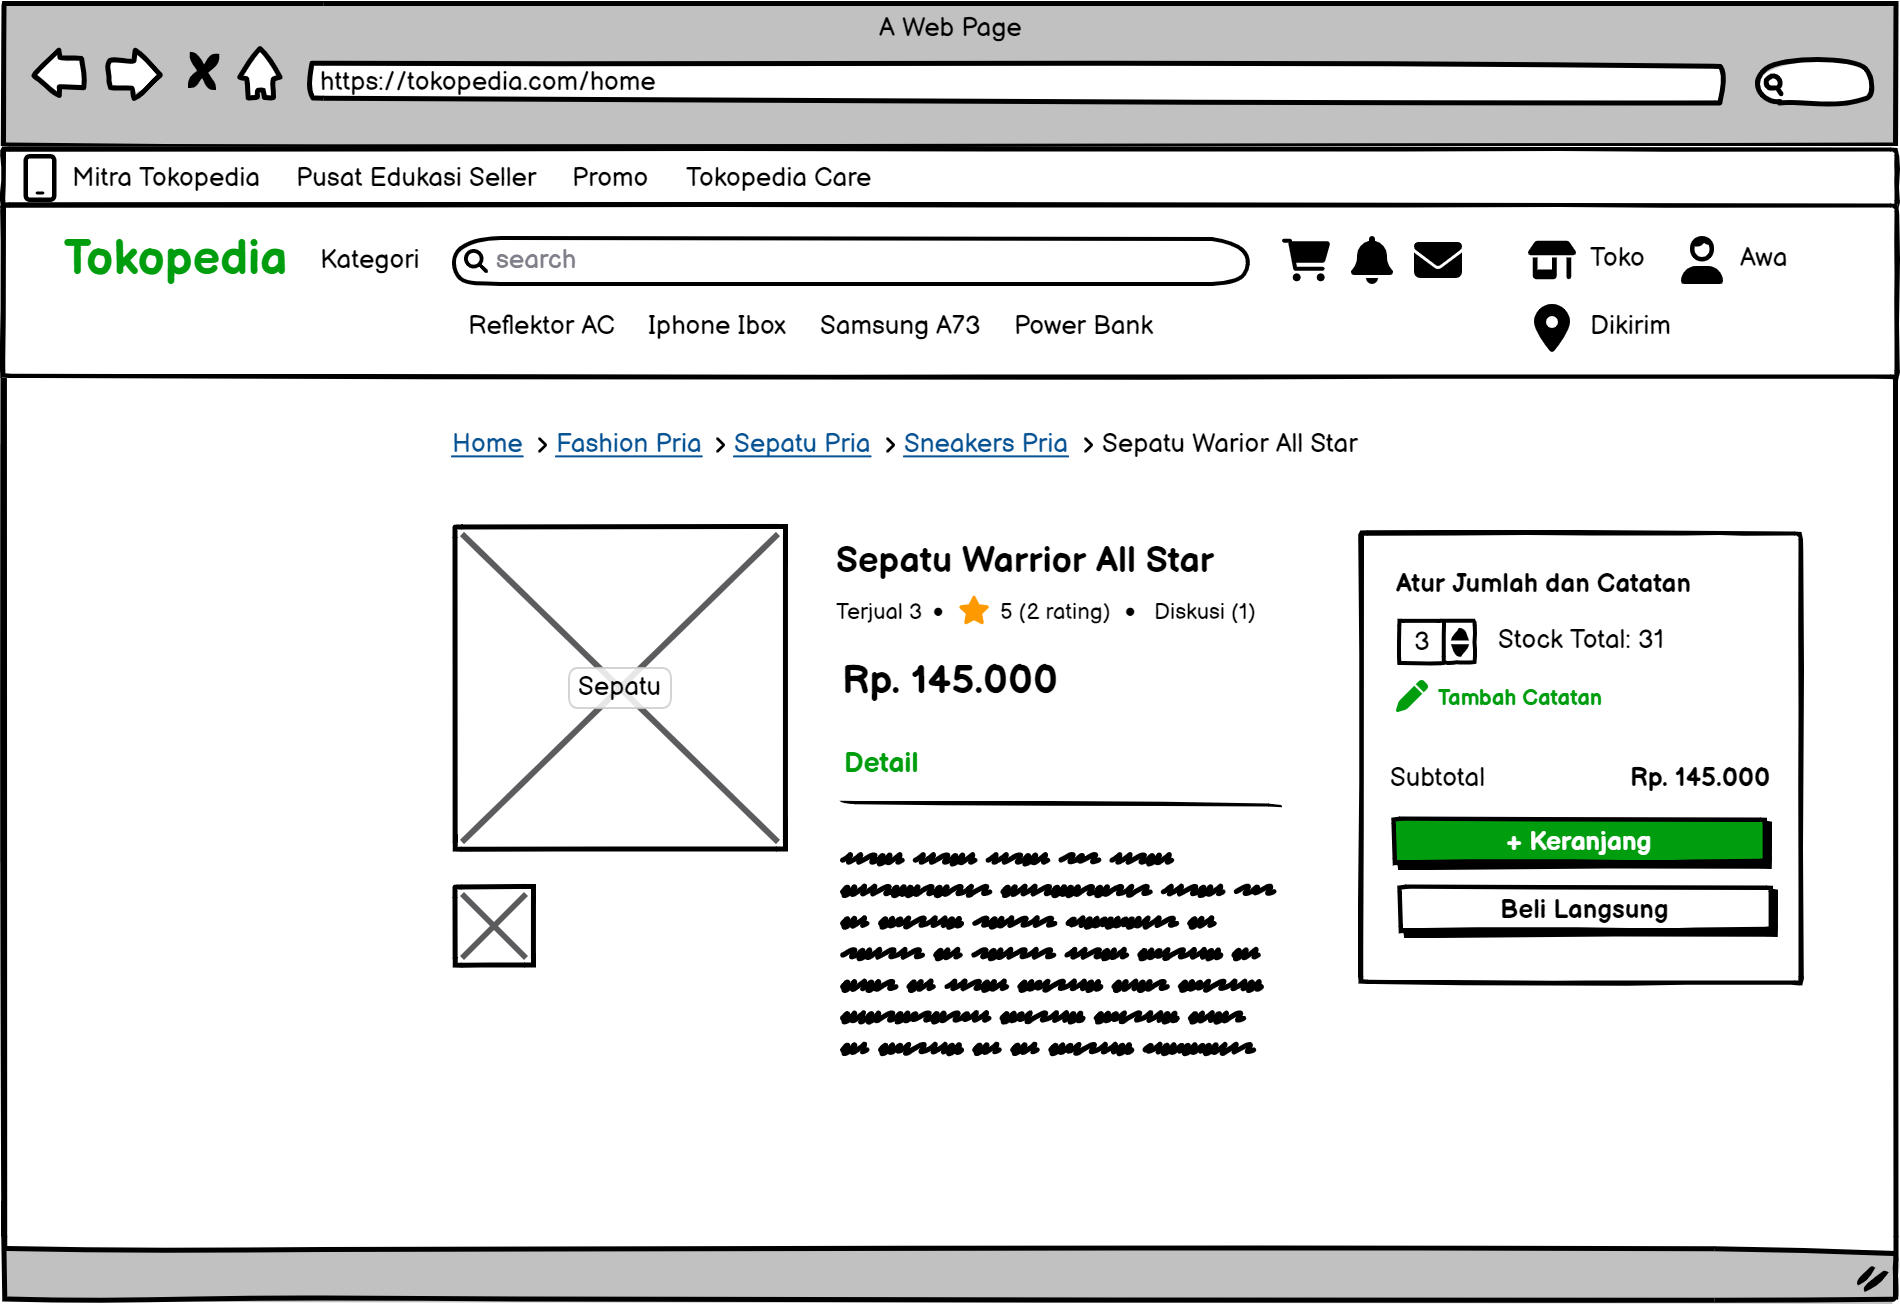 A Web Page
https://tokopedia.com/home
Mitra Tokopedia Pusat Edukasi Seller Promo Tokopedia Care
Tokopedia Kategori search Toko Awa
Reflektor AC Iphone Ibox Samsung A73 Power Bank Dikirim
Home Fashion Pria Sepatu Pria Sneakers Pria Sepatu Warior All Star
Sepatu
Sepatu Warrior All Star
Terjual 3 • 5 (2 rating) • Diskusi (1)
Rp. 145.000
Detail
Atur Jumlah dan Catatan
3 Stock Total: 31
Tambah Catatan
Subtotal Rp. 145.000
+ Keranjang
Beli Langsung